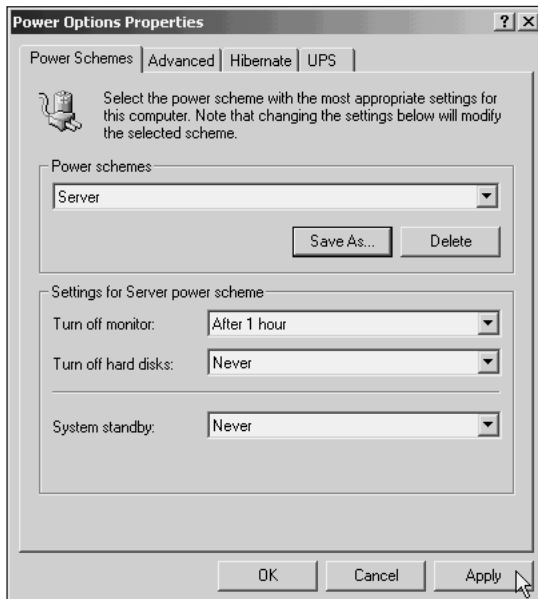 Power Options Properties
? X
Power Schemes Advanced Hibernate UPS
Select the power scheme with the most appropriate settings for
this computer. Note that changing the settings below will modify
the selected scheme.
Power schemes
Server
Save As... Delete
Settings for Server power scheme
Turn off monitor: After 1 hour
Turn off hard disks: Never
System standby: Never
OK Cancel Apply